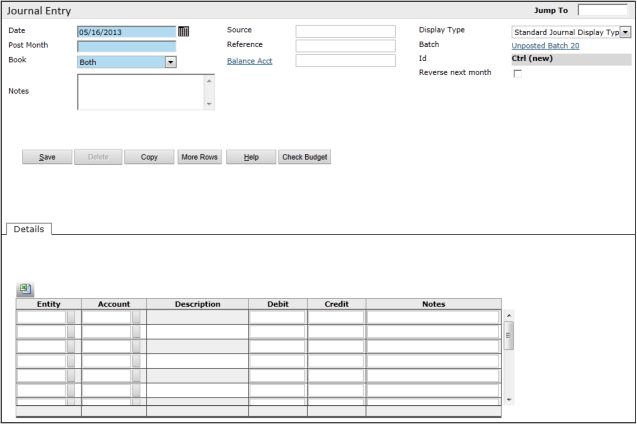 Journal Entry
Jump To
Date
05/16/2013
Source
Display Type
Standard Journal Display Typ
Post Month
Reference
Batch
Unposted Batch 20
Book
Both
Balance Acct
Id
Ctrl (new)
Reverse next month
Notes
Save
Delete
Copy
More Rows
Help
Check Budget
Details
Entity
Account
Description
Debit
Credit
Notes